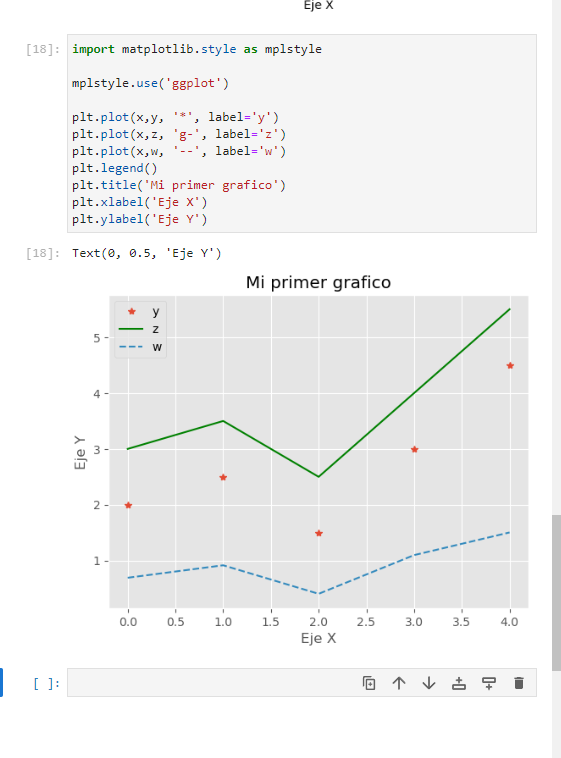 Eje X
[18]: import matplotlib.style as mplstyle
mplstyle.use('ggplot')
plt.plot(x,y, '*', label='y')
plt.plot(x,z, 'g-', label='z')
plt.plot(x,w, '--', label='w')
plt.legend()
plt.title('Mi primer grafico')
plt.xlabel('Eje X')
plt.ylabel('Eje Y')
[18]: Text(0, 0.5, 'Eje Y')
Mi primer grafico
y
z
w
5
4
3
2
1
Eje Y
0.0 0.5 1.0 1.5 2.0 2.5 3.0 3.5 4.0
Eje X
[ ]: